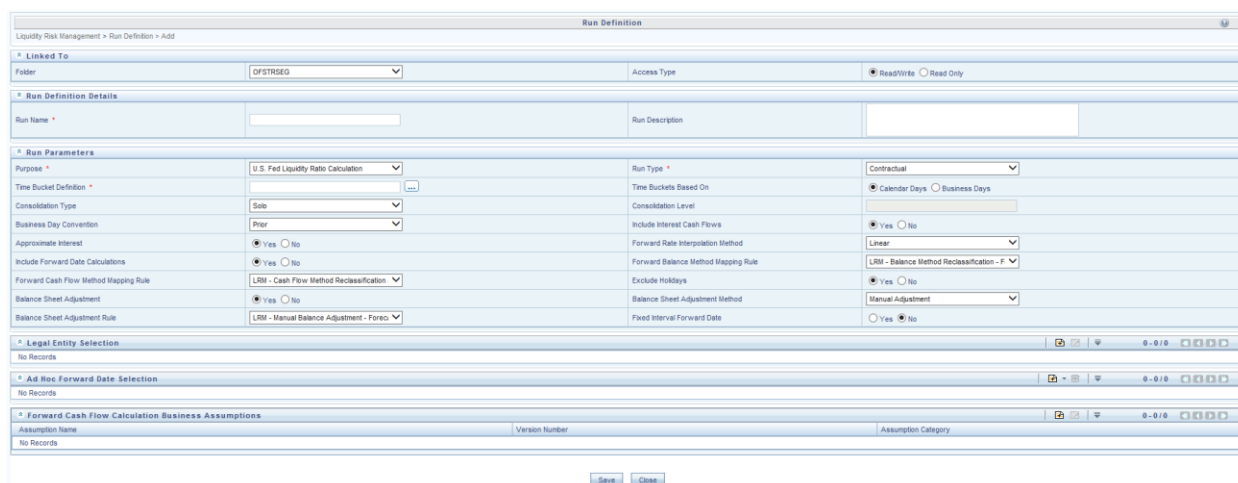 Run Definition
Liquidity Risk Management > Run Definition > Add
Linked To
Folder OFSTRSEG Access Type Read/Write Read Only
Run Definition Details
Run Name * Run Description
Run Parameters
Purpose * U.S. Fed Liquidity Ratio Calculation Run Type * Contractual
Time Bucket Definition * ... Time Buckets Based On Calendar Days Business Days
Consolidation Type Solo Consolidation Level
Business Day Convention Prior Include Interest Cash Flows Yes No
Approximate Interest Yes No Forward Rate Interpolation Method Linear
Include Forward Date Calculations Yes No Forward Balance Method Mapping Rule LRM - Balance Method Reclassification - F
Forward Cash Flow Method Mapping Rule LRM - Cash Flow Method Reclassification Exclude Holidays Yes No
Balance Sheet Adjustment Yes No Balance Sheet Adjustment Method Manual Adjustment
Balance Sheet Adjustment Rule LRM - Manual Balance Adjustment - Forec Fixed Interval Forward Date Yes No
Legal Entity Selection 0-0/0
No Records
Ad Hoc Forward Date Selection 0-0/0
No Records
Forward Cash Flow Calculation Business Assumptions 0-0/0
Assumption Name Version Number Assumption Category
No Records
Save Close